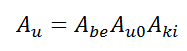 A_u = A_be A_u0 A_ki